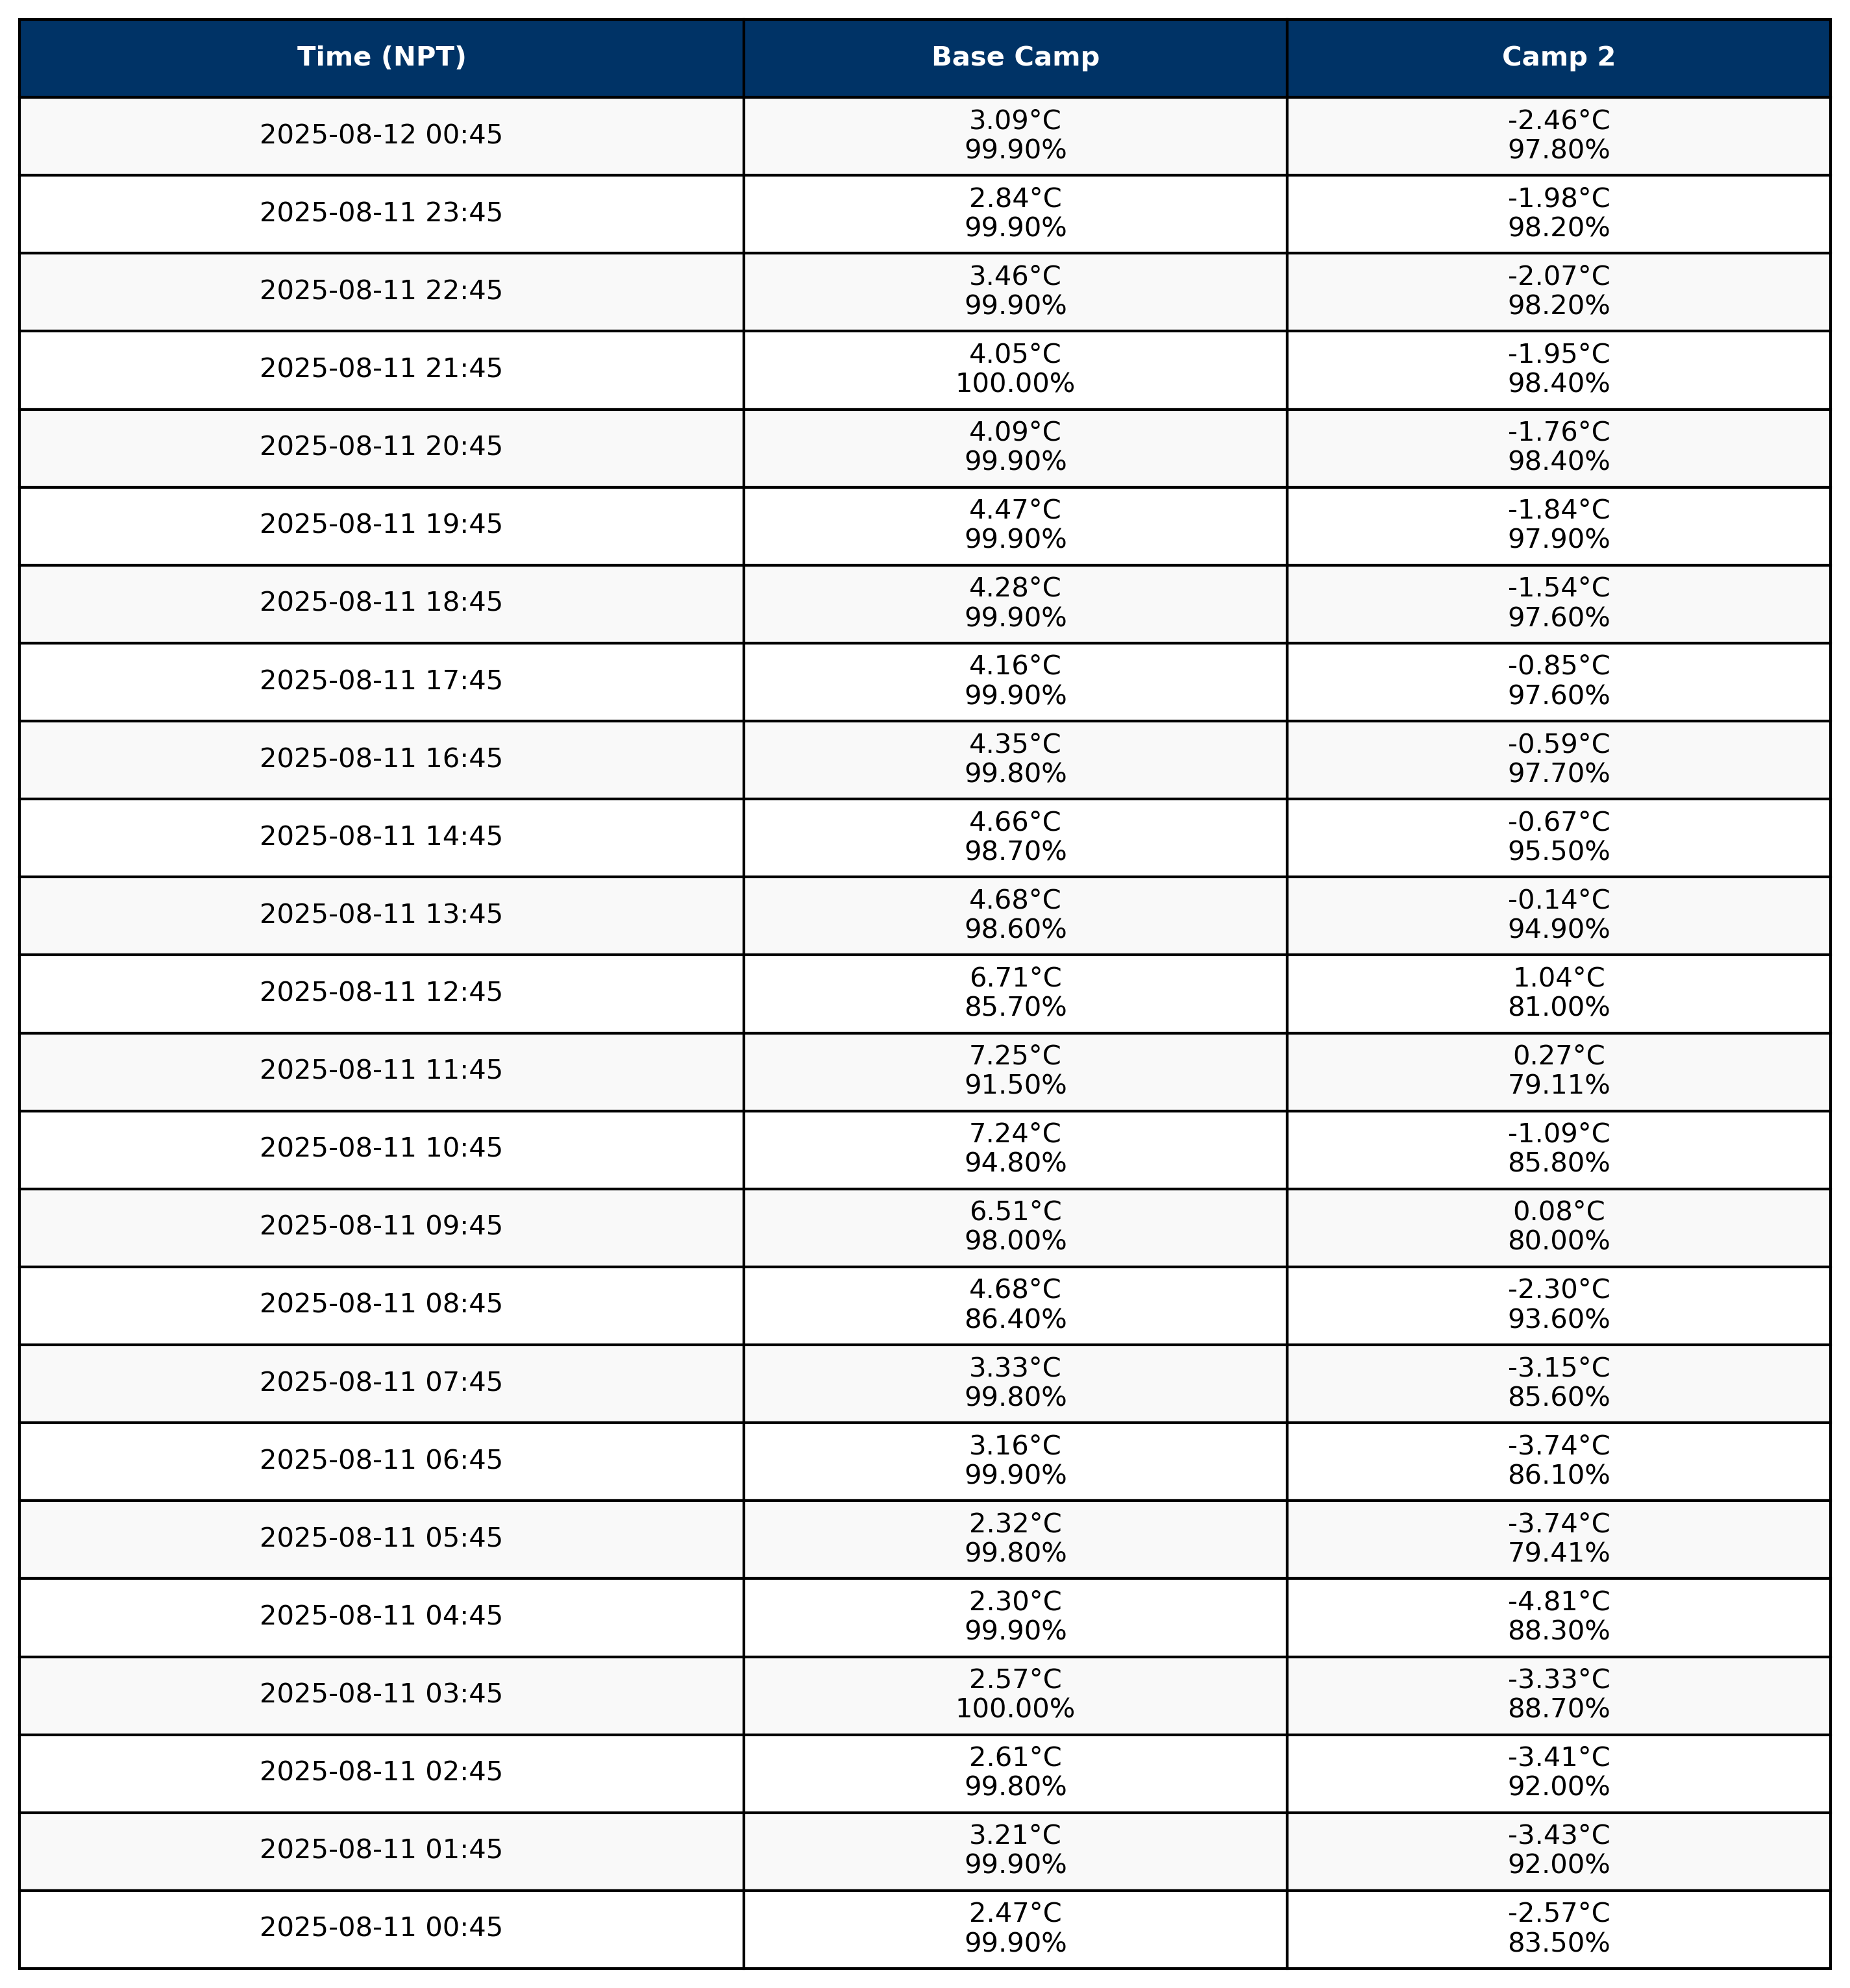 Time (NPT) Base Camp Camp 2
2025-08-12 00:45 3.09°C -2.46°C
99.90% 97.80%
2025-08-11 23:45 2.84°C -1.98°C
99.90% 98.20%
2025-08-11 22:45 3.46°C -2.07°C
99.90% 98.20%
2025-08-11 21:45 4.05°C -1.95°C
100.00% 98.40%
2025-08-11 20:45 4.09°C -1.76°C
99.90% 98.40%
2025-08-11 19:45 4.47°C -1.84°C
99.90% 97.90%
2025-08-11 18:45 4.28°C -1.54°C
99.90% 97.60%
2025-08-11 17:45 4.16°C -0.85°C
99.90% 97.60%
2025-08-11 16:45 4.35°C -0.59°C
99.80% 97.70%
2025-08-11 14:45 4.66°C -0.67°C
98.70% 95.50%
2025-08-11 13:45 4.68°C -0.14°C
98.60% 94.90%
2025-08-11 12:45 6.71°C 1.04°C
85.70% 81.00%
2025-08-11 11:45 7.25°C 0.27°C
91.50% 79.11%
2025-08-11 10:45 7.24°C -1.09°C
94.80% 85.80%
2025-08-11 09:45 6.51°C 0.08°C
98.00% 80.00%
2025-08-11 08:45 4.68°C -2.30°C
86.40% 93.60%
2025-08-11 07:45 3.33°C -3.15°C
99.80% 85.60%
2025-08-11 06:45 3.16°C -3.74°C
99.90% 86.10%
2025-08-11 05:45 2.32°C -3.74°C
99.80% 79.41%
2025-08-11 04:45 2.30°C -4.81°C
99.90% 88.30%
2025-08-11 03:45 2.57°C -3.33°C
100.00% 88.70%
2025-08-11 02:45 2.61°C -3.41°C
99.80% 92.00%
2025-08-11 01:45 3.21°C -3.43°C
99.90% 92.00%
2025-08-11 00:45 2.47°C -2.57°C
99.90% 83.50%